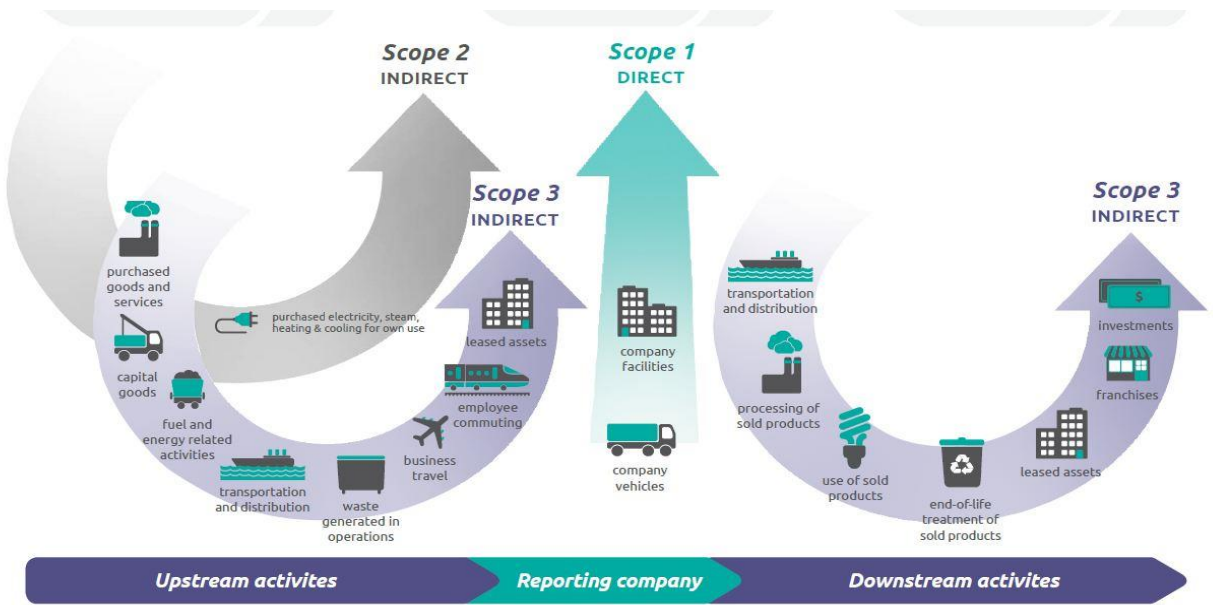 Scope 2
INDIRECT
Scope 1
DIRECT
Scope 3
INDIRECT
Scope 3
INDIRECT
purchased
goods and
services
capital
goods
fuel and
energy related
activities
purchased electricity, steam,
heating & cooling for own use
transportation
and distribution
waste
generated in
operations
business
travel
employee
commuting
leased assets
company
facilities
company
vehicles
transportation
and distribution
processing of
sold products
use of sold
products
end-of-life
treatment of
sold products
leased assets
franchises
$
investments
Upstream activites
Reporting company
Downstream activites